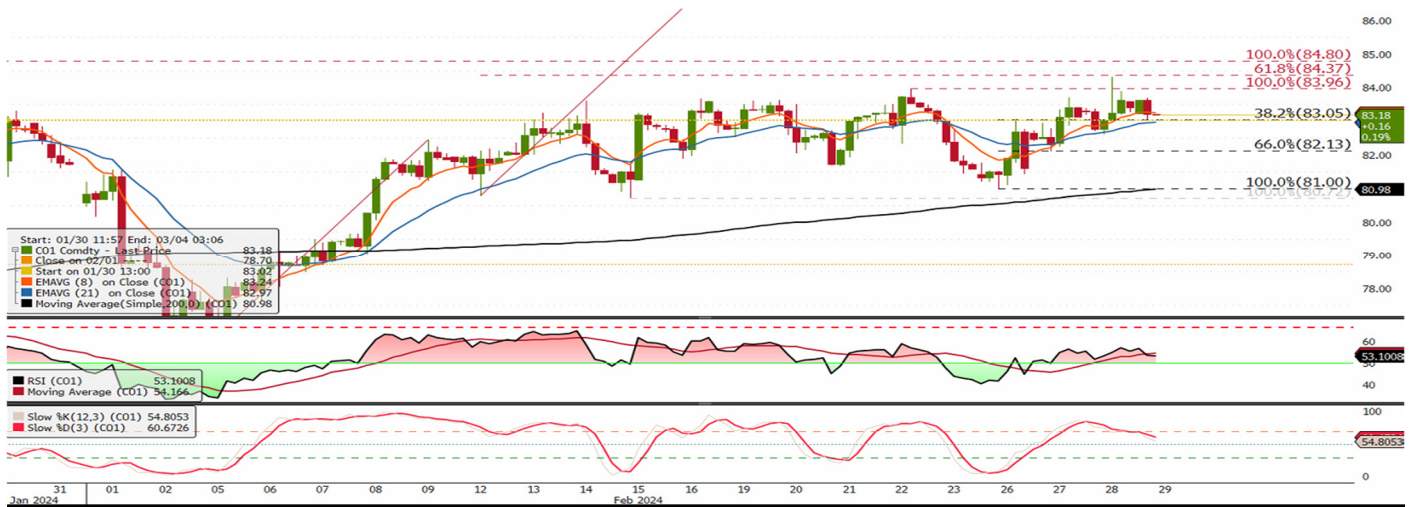 86.00
85.00
84.00
82.00
80.00
79.00
78.00
100.0%(84.80)
61.8%(84.37)
100.0%(83.96)
38.2%(83.05)
66.0%(82.13)
100.0%(81.00)
100.0%(80.72)
83.18
+0.16
0.191
80.98
Start: 01/30 11:57 End: 03/04 03:06
CO1 Comdty - Last Price 83.18
Close on 02/01 ---- 78.70
Start on 01/30 13:00 83.02
EMAVG (8) on Close (CO1) 83.24
EMAVG (21) on Close (CO1) 82.97
Moving Average(Simple,200,0) (CO1) 80.98
60
53.1008
50
40
RSI (CO1) 53.1008
Moving Average (CO1) 54.166
Slow %K(12,3) (CO1) 54.8053
Slow %D(3) (CO1) 60.6726
100
54.8053
0
31 01 02 05 06 07 08 09 12 13 14 15 16 19 20 21 22 23 26 27 28 29
Jan 2024 Feb 2024